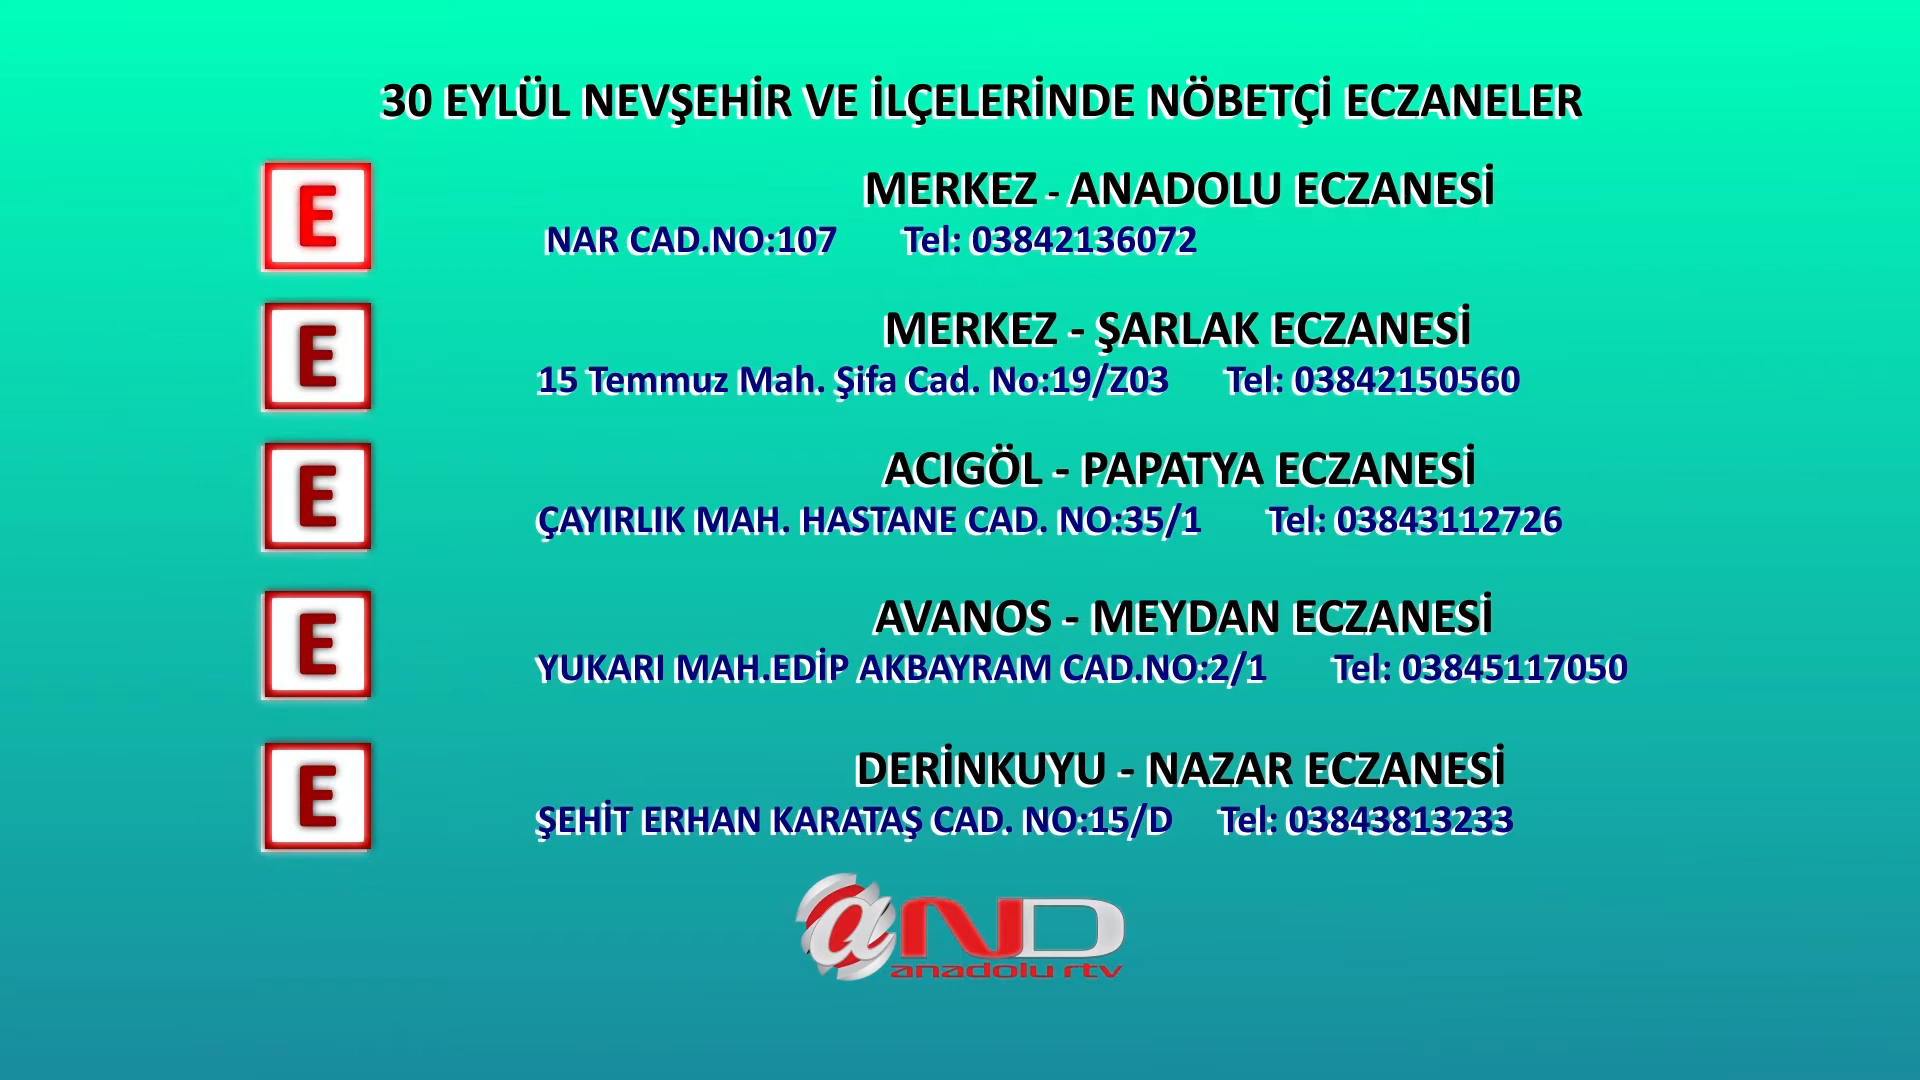 30 EYLÜL NEVŞEHİR VE İLÇELERİNDE NÖBETÇİ ECZANELER
E
MERKEZ - ANADOLU ECZANESİ
NAR CAD.NO:107 Tel: 03842136072
E
MERKEZ - ŞARLAK ECZANESİ
15 Temmuz Mah. Şifa Cad. No:19/Z03 Tel: 03842150560
E
ACIGÖL - PAPATYA ECZANESİ
ÇAYIRLIK MAH. HASTANE CAD. NO:35/1 Tel: 03843112726
E
AVANOS - MEYDAN ECZANESİ
YUKARI MAH.EDİP AKBAYRAM CAD.NO:2/1 Tel: 03845117050
E
DERİNKUYU - NAZAR ECZANESİ
ŞEHİT ERHAN KARATAŞ CAD. NO:15/D Tel: 03843813233
aND
anadolu rtv